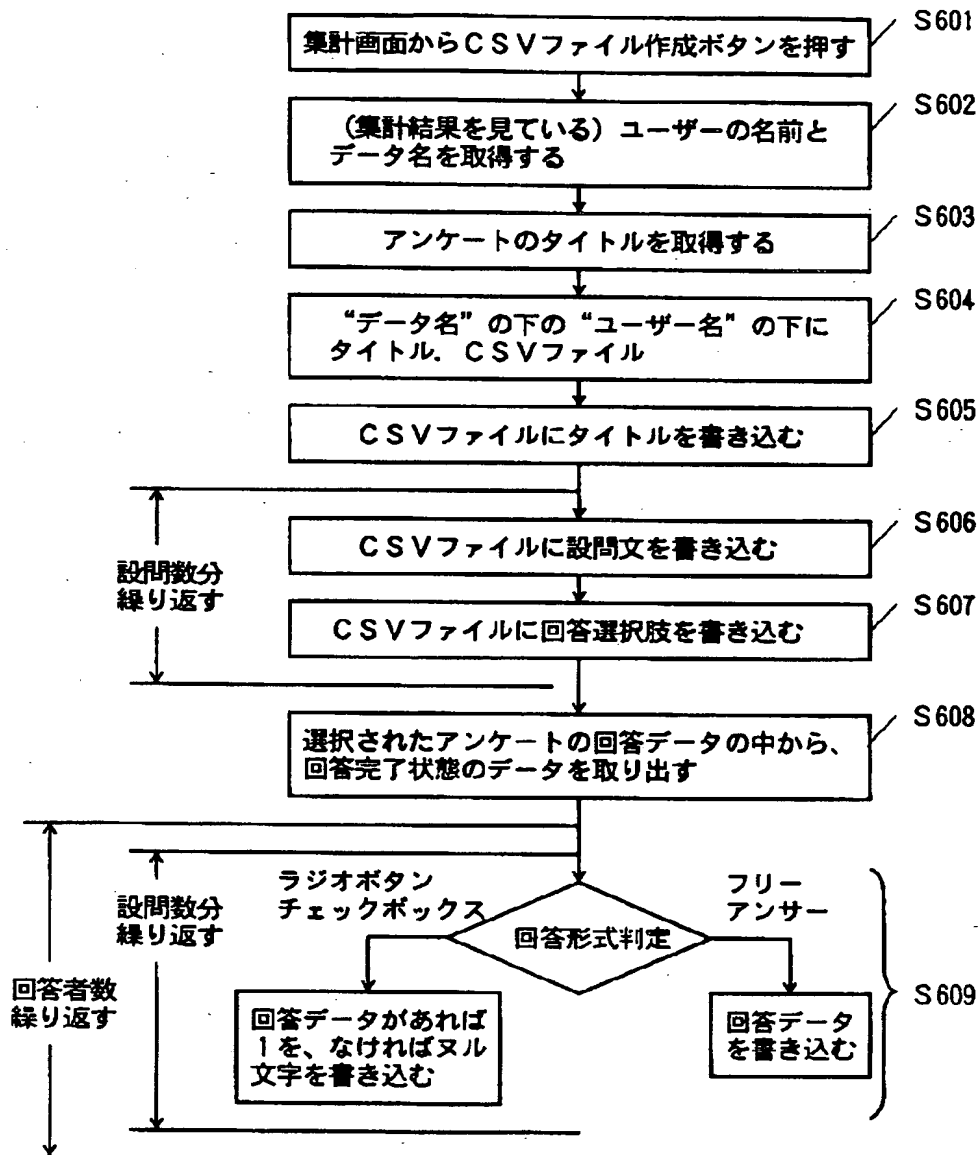 S601
集計画面からCSVファイル作成ボタンを押す
S602
(集計結果を見ている)ユーザーの名前と
データ名を取得する
S603
アンケートのタイトルを取得する
S604
“データ名”の下の“ユーザー名”の下に
タイトル．CSVファイル
S605
CSVファイルにタイトルを書き込む
設問数分
繰り返す
S606
CSVファイルに設問文を書き込む
S607
CSVファイルに回答選択肢を書き込む
S608
選択されたアンケートの回答データの中から、
回答完了状態のデータを取り出す
回答者数
繰り返す
設問数分
繰り返す
ラジオボタン
チェックボックス
フリー
アンサー
回答形式判定
S609
回答データがあれば
1を、なければヌル
文字を書き込む
回答データ
を書き込む